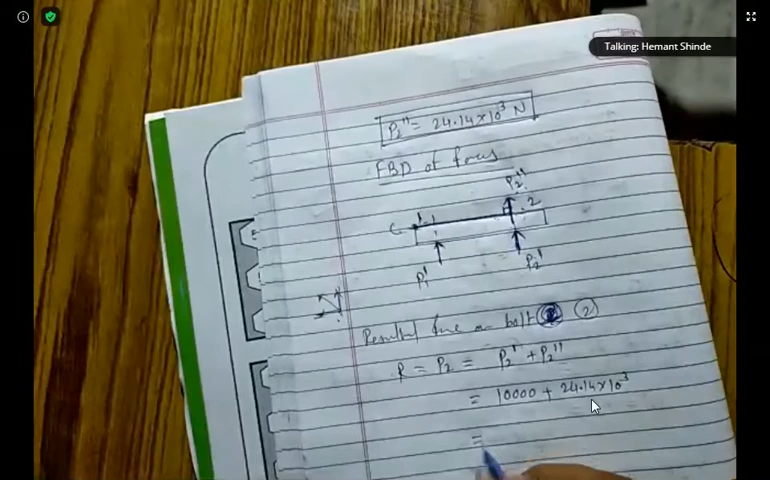 Talking: Hemant Shinde
P₂" = 24.14×10³ N
FBD of forces
P₂"
C 1 2
P₁' P₂'
Resultant force on bolt ②
R = P₂ = P₂' + P₂"
= 10000 + 24.14×10³
=